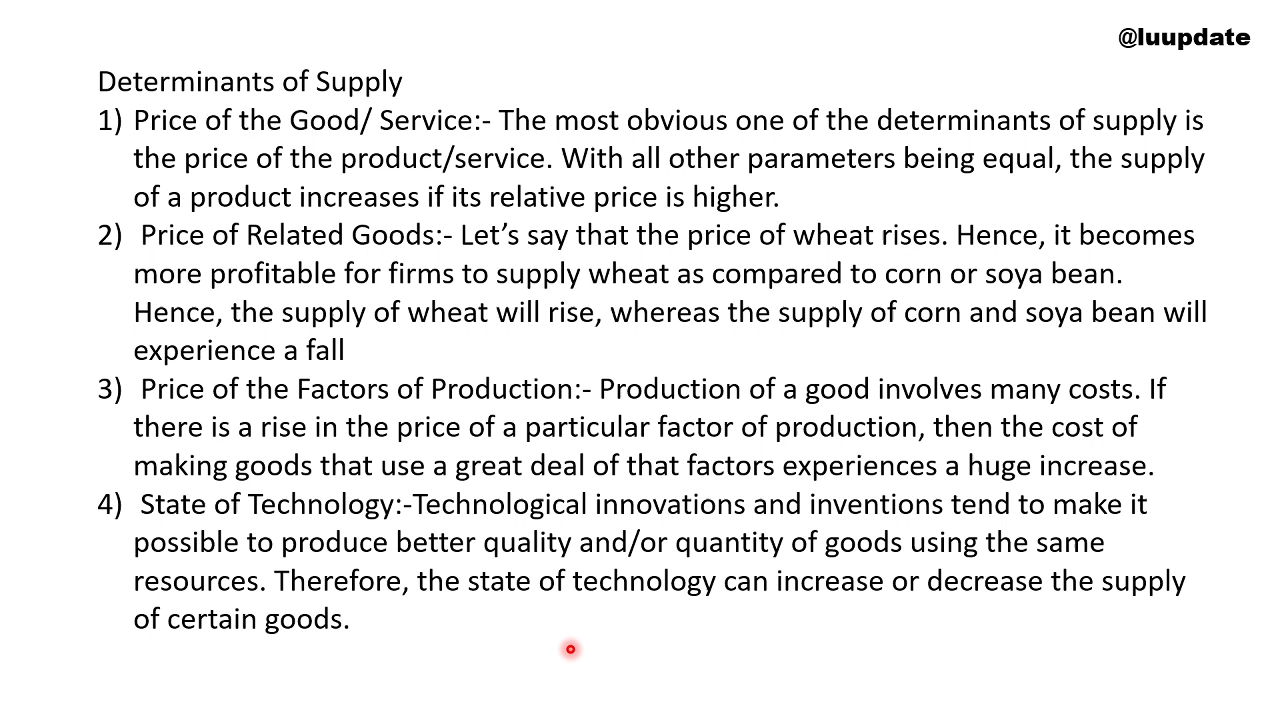 @luupdate
Determinants of Supply
1) Price of the Good/ Service:- The most obvious one of the determinants of supply is
the price of the product/service. With all other parameters being equal, the supply
of a product increases if its relative price is higher.
2) Price of Related Goods:- Let’s say that the price of wheat rises. Hence, it becomes
more profitable for firms to supply wheat as compared to corn or soya bean.
Hence, the supply of wheat will rise, whereas the supply of corn and soya bean will
experience a fall
3) Price of the Factors of Production:- Production of a good involves many costs. If
there is a rise in the price of a particular factor of production, then the cost of
making goods that use a great deal of that factors experiences a huge increase.
4) State of Technology:-Technological innovations and inventions tend to make it
possible to produce better quality and/or quantity of goods using the same
resources. Therefore, the state of technology can increase or decrease the supply
of certain goods.